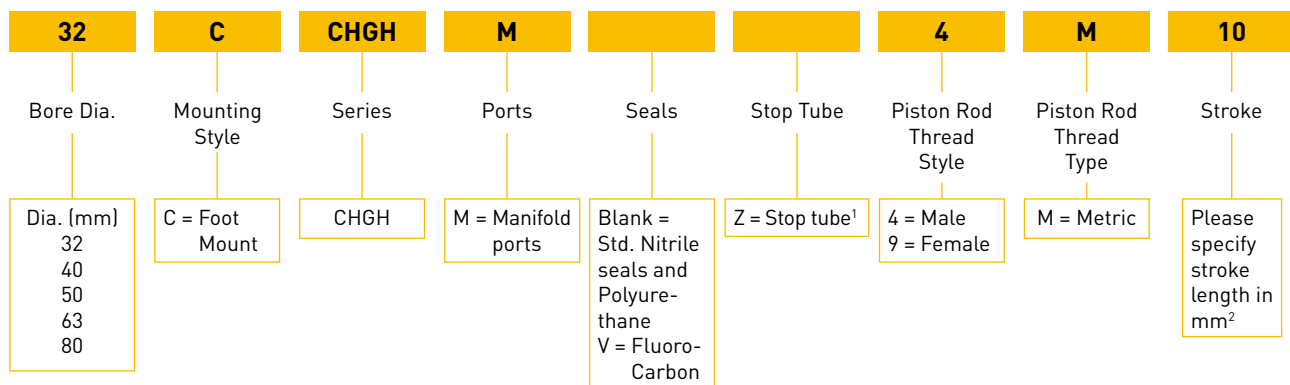 32 C CHGH M 4 M 10
Bore Dia. Mounting Style Series Ports Seals Stop Tube Piston Rod Thread Style Piston Rod Thread Type Stroke
Dia. (mm)
32
40
50
63
80
C = Foot
Mount
CHGH
M = Manifold
ports
Blank =
Std. Nitrile
seals and
Polyure-
thane
V = Fluoro-
Carbon
Z = Stop tube¹
4 = Male
9 = Female
M = Metric
Please
specify
stroke
length in
mm²